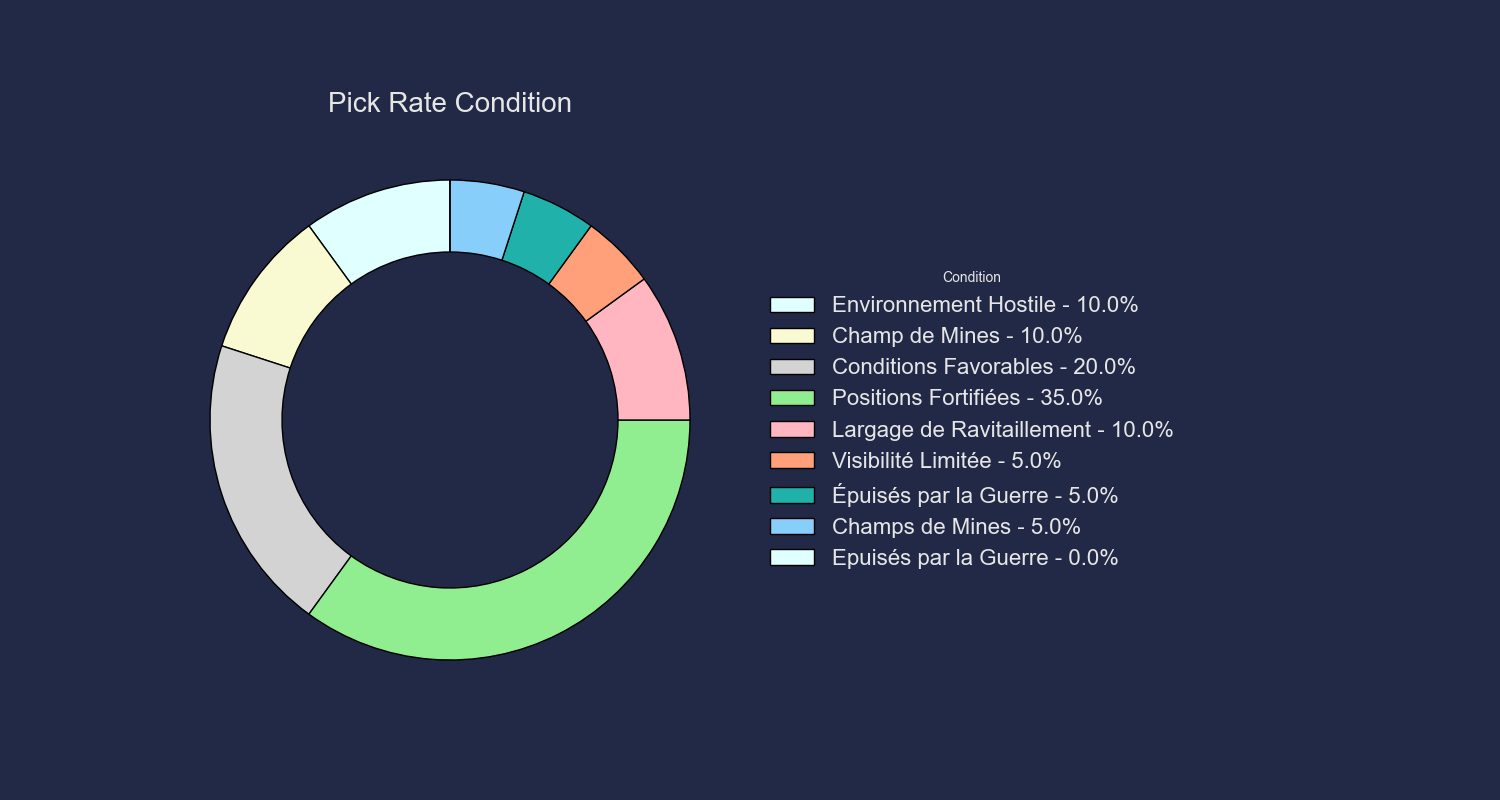 Pick Rate Condition
Condition
Environnement Hostile - 10.0%
Champ de Mines - 10.0%
Conditions Favorables - 20.0%
Positions Fortifiées - 35.0%
Largage de Ravitaillement - 10.0%
Visibilité Limitée - 5.0%
Épuisés par la Guerre - 5.0%
Champs de Mines - 5.0%
Epuisés par la Guerre - 0.0%